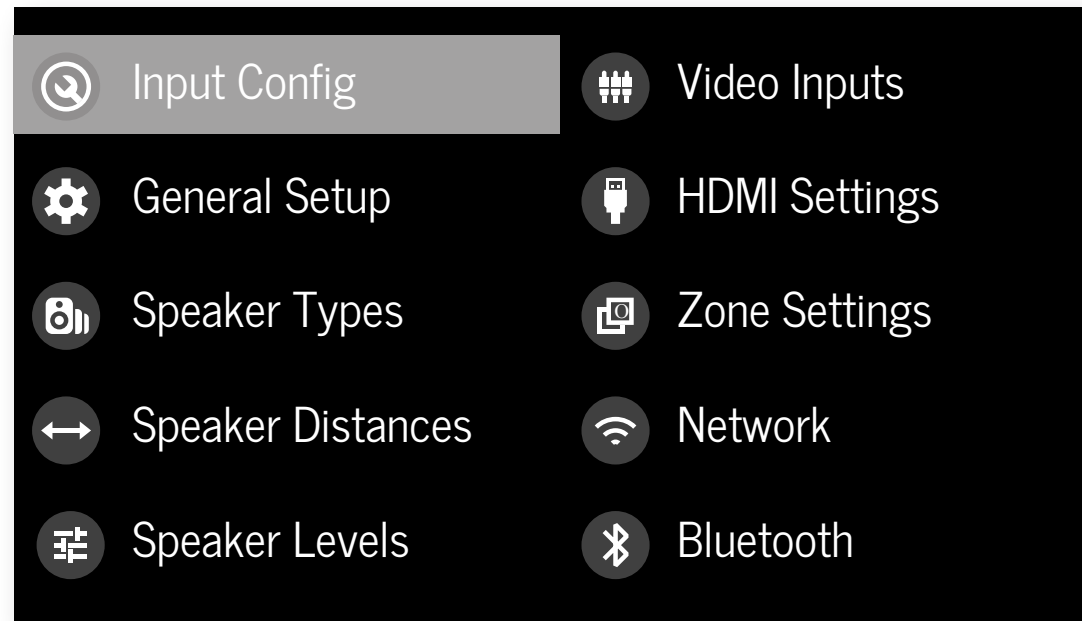 Input Config
General Setup
Speaker Types
Speaker Distances
Speaker Levels
Video Inputs
HDMI Settings
Zone Settings
Network
Bluetooth